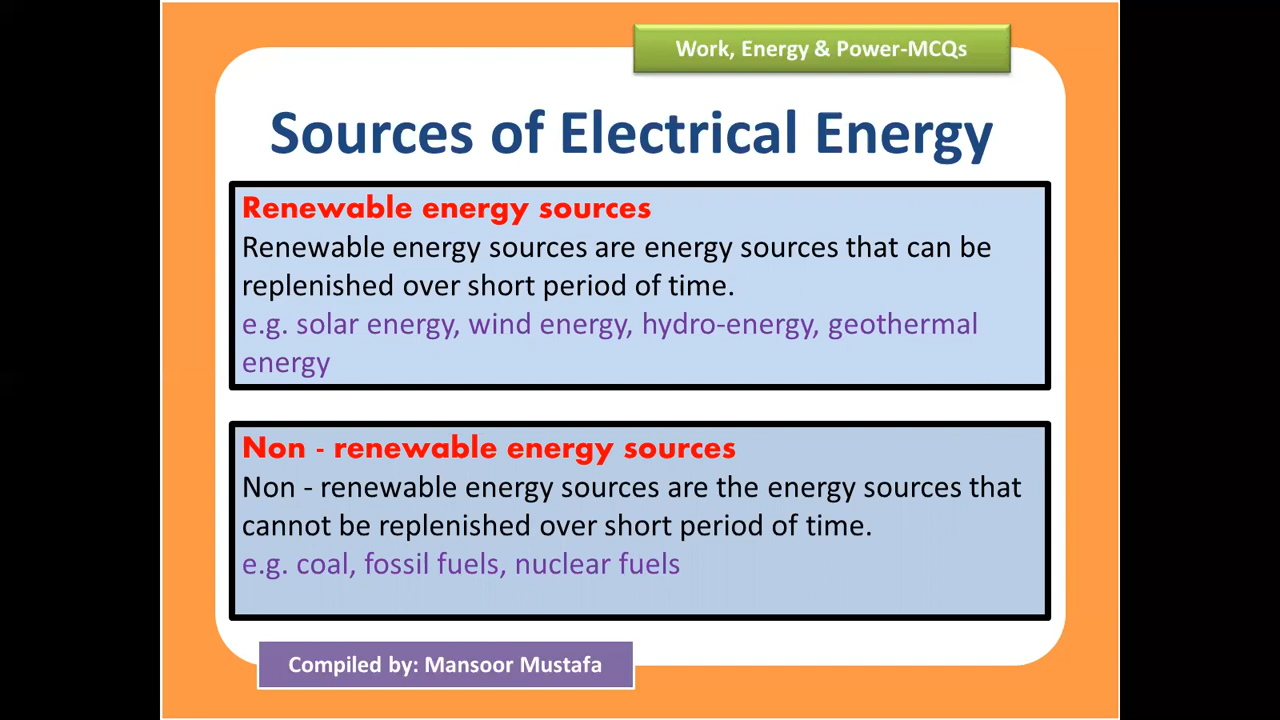 Work, Energy & Power-MCQs
Sources of Electrical Energy
Renewable energy sources
Renewable energy sources are energy sources that can be
replenished over short period of time.
e.g. solar energy, wind energy, hydro-energy, geothermal
energy
Non - renewable energy sources
Non - renewable energy sources are the energy sources that
cannot be replenished over short period of time.
e.g. coal, fossil fuels, nuclear fuels
Compiled by: Mansoor Mustafa